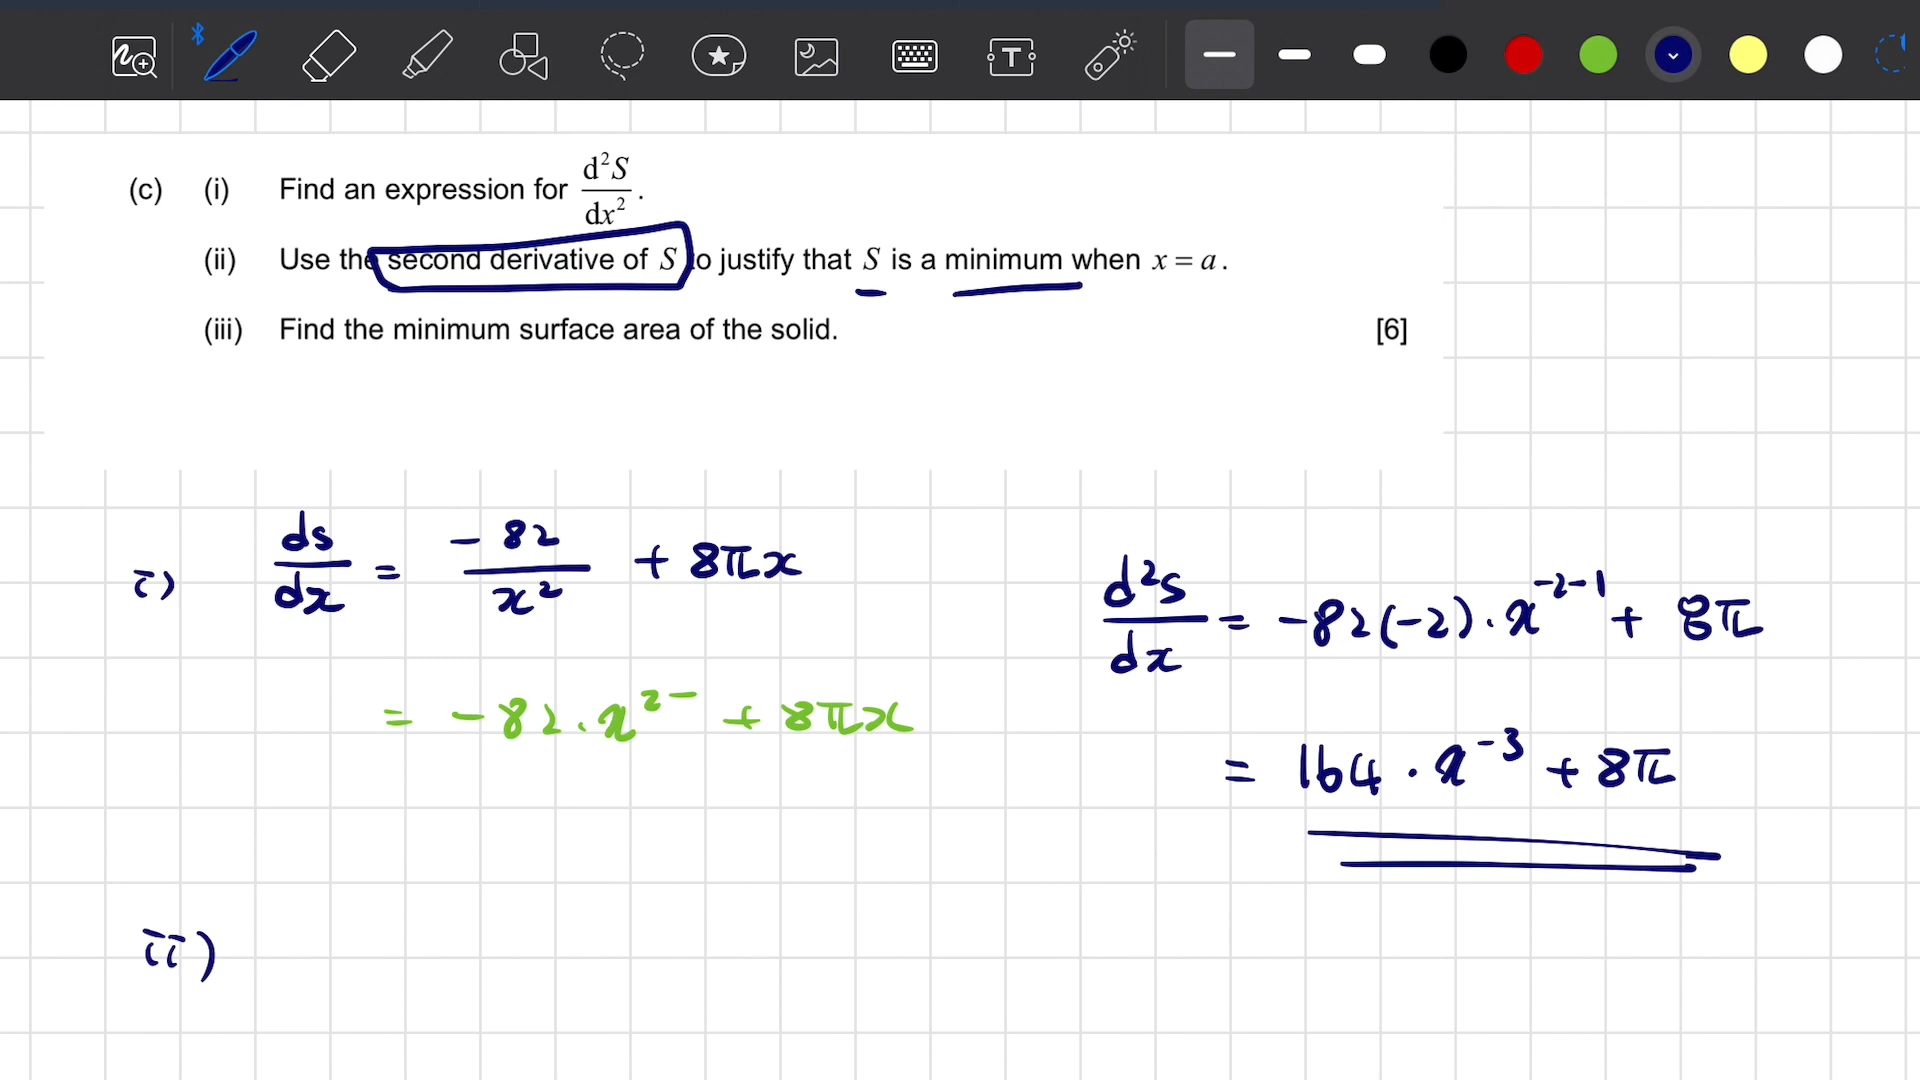 (c) (i) Find an expression for d²S/dx² .
(ii) Use the second derivative of S to justify that S is a minimum when x = a .
(iii) Find the minimum surface area of the solid. [6]
i) ds/dx = -82/x² + 8πx
= -82 · x²⁻ + 8πx
d²s/dx = -82(-2) · x⁻²⁻¹ + 8π
= 164 · x⁻³ + 8π
ii)